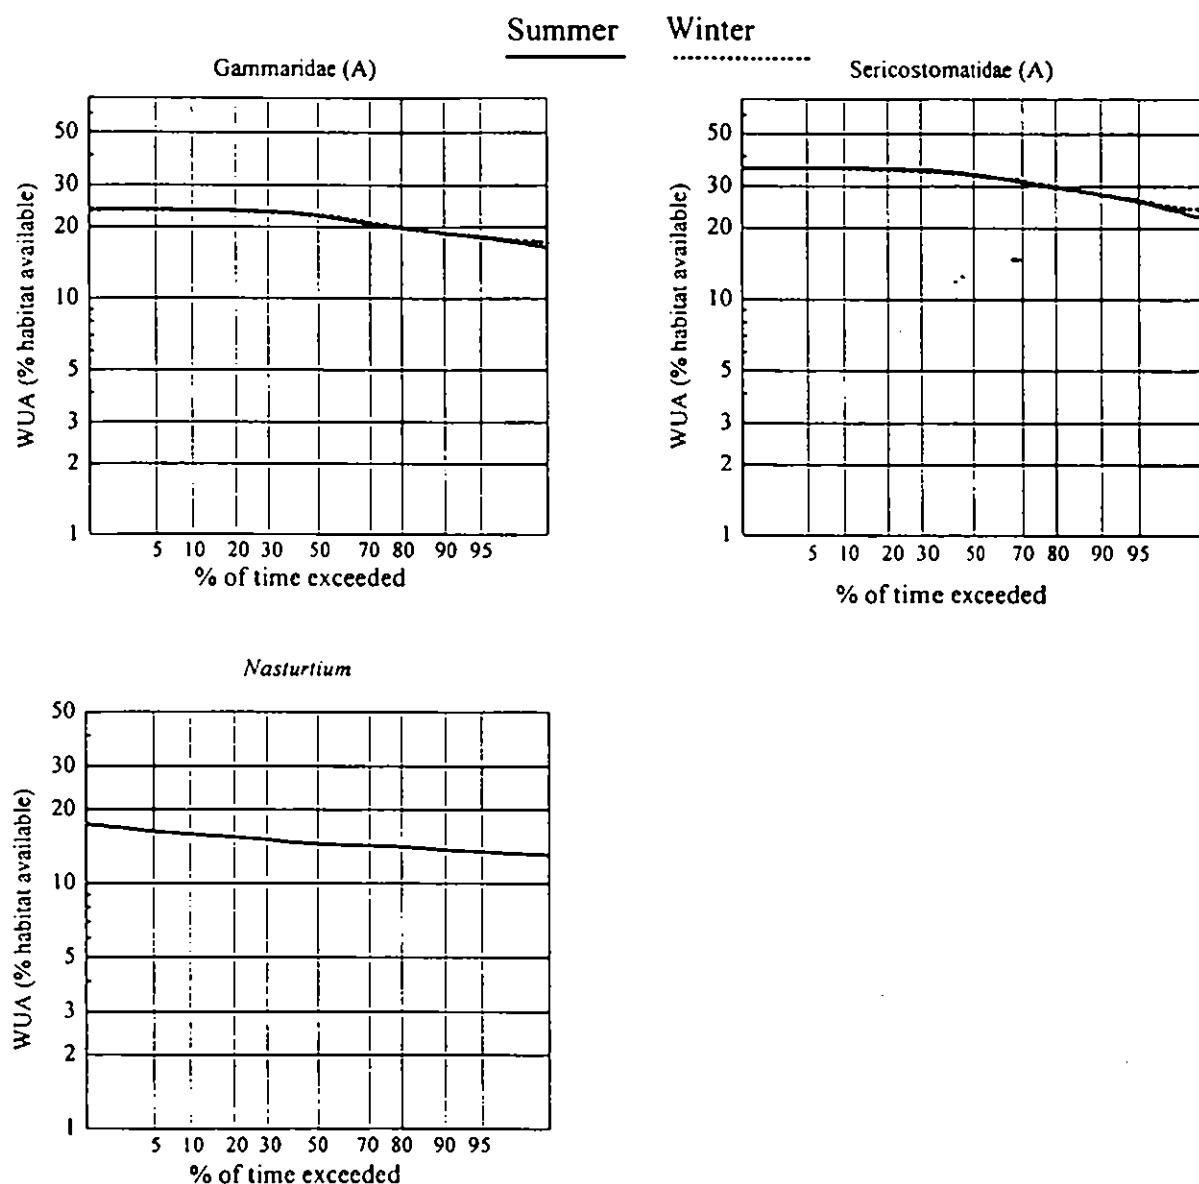 Summer Winter
Gammaridae (A)
WUA (% habitat available)
50
30
20
10
5
3
2
1
5 10 20 30 50 70 80 90 95
% of time exceeded
Sericostomatidae (A)
WUA (% habitat available)
50
30
20
10
5
3
2
1
5 10 20 30 50 70 80 90 95
% of time exceeded
Nasturtium
WUA (% habitat available)
50
30
20
10
5
3
2
1
5 10 20 30 50 70 80 90 95
% of time exceeded